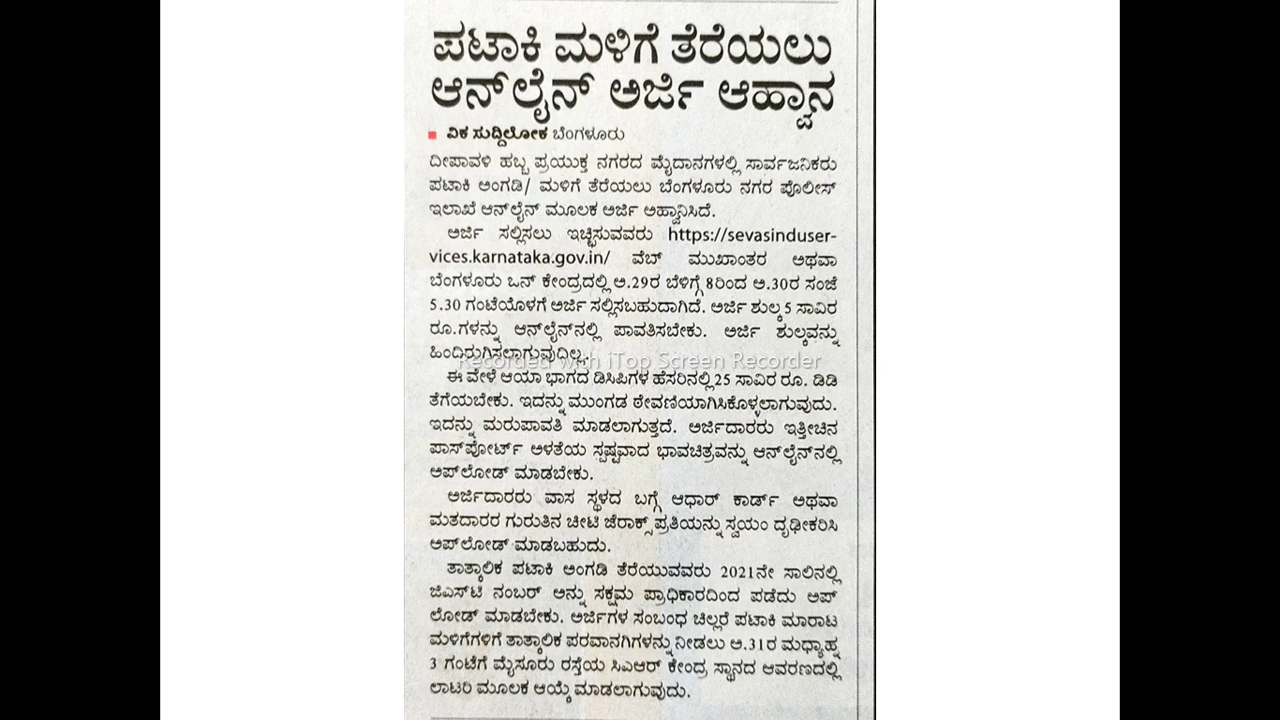 ಪಟಾಕಿ ಮಳಿಗೆ ತೆರೆಯಲು
ಆನ್‌ಲೈನ್ ಅರ್ಜಿ ಆಹ್ವಾನ
■ ವಿಕ ಸುದ್ದಿಲೋಕ ಬೆಂಗಳೂರು
ದೀಪಾವಳಿ ಹಬ್ಬ ಪ್ರಯುಕ್ತ ನಗರದ ಮೈದಾನಗಳಲ್ಲಿ ಸಾರ್ವಜನಿಕರು
ಪಟಾಕಿ ಅಂಗಡಿ/ ಮಳಿಗೆ ತೆರೆಯಲು ಬೆಂಗಳೂರು ನಗರ ಪೊಲೀಸ್
ಇಲಾಖೆ ಆನ್‌ಲೈನ್ ಮೂಲಕ ಅರ್ಜಿ ಅಹ್ವಾನಿಸಿದೆ.
ಅರ್ಜಿ ಸಲ್ಲಿಸಲು ಇಚ್ಛಿಸುವವರು https://sevasinduser-
vices.karnataka.gov.in/ ವೆಬ್ ಮುಖಾಂತರ ಅಥವಾ
ಬೆಂಗಳೂರು ಒನ್ ಕೇಂದ್ರದಲ್ಲಿ ಅ.29ರ ಬೆಳಿಗ್ಗೆ 8ರಿಂದ ಅ.30ರ ಸಂಜೆ
5.30 ಗಂಟೆಯೊಳಗೆ ಅರ್ಜಿ ಸಲ್ಲಿಸಬಹುದಾಗಿದೆ. ಅರ್ಜಿ ಶುಲ್ಕ 5 ಸಾವಿರ
ರೂ.ಗಳನ್ನು ಆನ್‌ಲೈನ್‌ನಲ್ಲಿ ಪಾವತಿಸಬೇಕು. ಅರ್ಜಿ ಶುಲ್ಕವನ್ನು
ಹಿಂದಿರುಗಿಸಲಾಗುವುದಿಲ್ಲ.
Recorded with iTop Screen Recorder
ಈ ವೇಳೆ ಆಯಾ ಭಾಗದ ಡಿಸಿಪಿಗಳ ಹೆಸರಿನಲ್ಲಿ 25 ಸಾವಿರ ರೂ. ಡಿಡಿ
ತೆಗೆಯಬೇಕು. ಇದನ್ನು ಮುಂಗಡ ಠೇವಣಿಯಾಗಿಸಿಕೊಳ್ಳಲಾಗುವುದು.
ಇದನ್ನು ಮರುಪಾವತಿ ಮಾಡಲಾಗುತ್ತದೆ. ಅರ್ಜಿದಾರರು ಇತ್ತೀಚಿನ
ಪಾಸ್‌ಪೋರ್ಟ್ ಅಳತೆಯ ಸ್ಪಷ್ಟವಾದ ಭಾವಚಿತ್ರವನ್ನು ಆನ್‌ಲೈನ್‌ನಲ್ಲಿ
ಅಪ್‌ಲೋಡ್ ಮಾಡಬೇಕು.
ಅರ್ಜಿದಾರರು ವಾಸ ಸ್ಥಳದ ಬಗ್ಗೆ ಆಧಾರ್ ಕಾರ್ಡ್ ಅಥವಾ
ಮತದಾರರ ಗುರುತಿನ ಚೀಟಿ ಜೆರಾಕ್ಸ್ ಪ್ರತಿಯನ್ನು ಸ್ವಯಂ ದೃಢೀಕರಿಸಿ
ಅಪ್‌ಲೋಡ್ ಮಾಡಬಹುದು.
ತಾತ್ಕಾಲಿಕ ಪಟಾಕಿ ಅಂಗಡಿ ತೆರೆಯುವವರು 2021ನೇ ಸಾಲಿನಲ್ಲಿ
ಜಿಎಸ್‌ಟಿ ನಂಬರ್ ಅನ್ನು ಸಕ್ಷಮ ಪ್ರಾಧಿಕಾರದಿಂದ ಪಡೆದು ಅಪ್
ಲೋಡ್ ಮಾಡಬೇಕು. ಅರ್ಜಿಗಳ ಸಂಬಂಧ ಚಿಲ್ಲರೆ ಪಟಾಕಿ ಮಾರಾಟ
ಮಳಿಗೆಗಳಿಗೆ ತಾತ್ಕಾಲಿಕ ಪರವಾನಗಿಗಳನ್ನು ನೀಡಲು ಅ.31ರ ಮಧ್ಯಾಹ್ನ
3 ಗಂಟೆಗೆ ಮೈಸೂರು ರಸ್ತೆಯ ಸಿಎಆರ್ ಕೇಂದ್ರ ಸ್ಥಾನದ ಆವರಣದಲ್ಲಿ
ಲಾಟರಿ ಮೂಲಕ ಆಯ್ಕೆ ಮಾಡಲಾಗುವುದು.